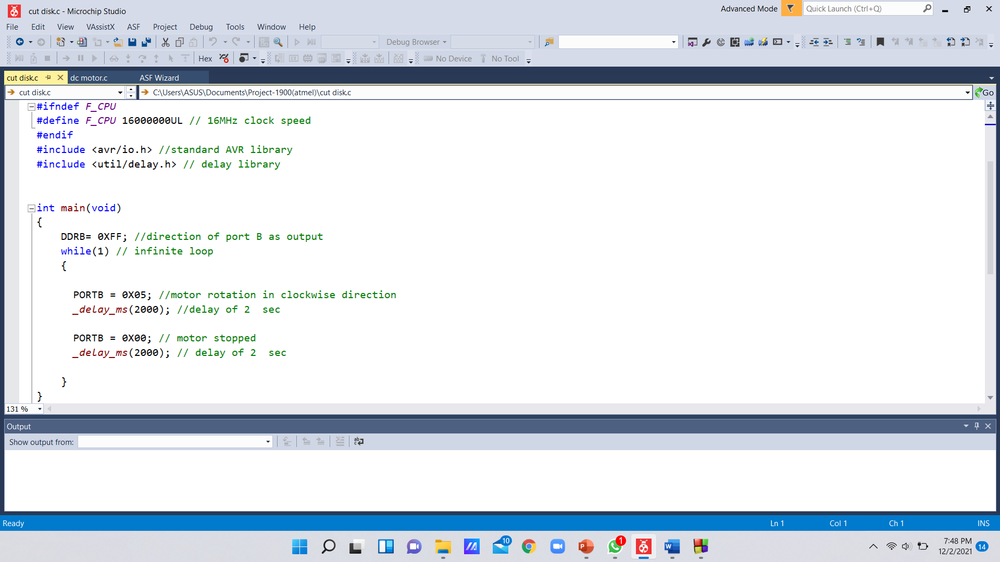 cut disk.c - Microchip Studio
Advanced Mode
Quick Launch (Ctrl+Q)
File Edit View VAssistX ASF Project Debug Tools Window Help
Debug Browser
Hex
No Device
No Tool
cut disk.c
dc motor.c
ASF Wizard
cut disk.c
C:\Users\ASUS\Documents\Project-1900(atmel)\cut disk.c
Go
#ifndef F_CPU
#define F_CPU 16000000UL // 16MHz clock speed
#endif
#include <avr/io.h> //standard AVR library
#include <util/delay.h> // delay library
int main(void)
{
DDRB= 0XFF; //direction of port B as output
while(1) // infinite loop
{
PORTB = 0X05; //motor rotation in clockwise direction
_delay_ms(2000); //delay of 2  sec
PORTB = 0X00; // motor stopped
_delay_ms(2000); // delay of 2  sec
}
}
131 %
Output
Show output from:
Ready
Ln 1
Col 1
Ch 1
INS
10
1
7:48 PM
12/2/2021
14